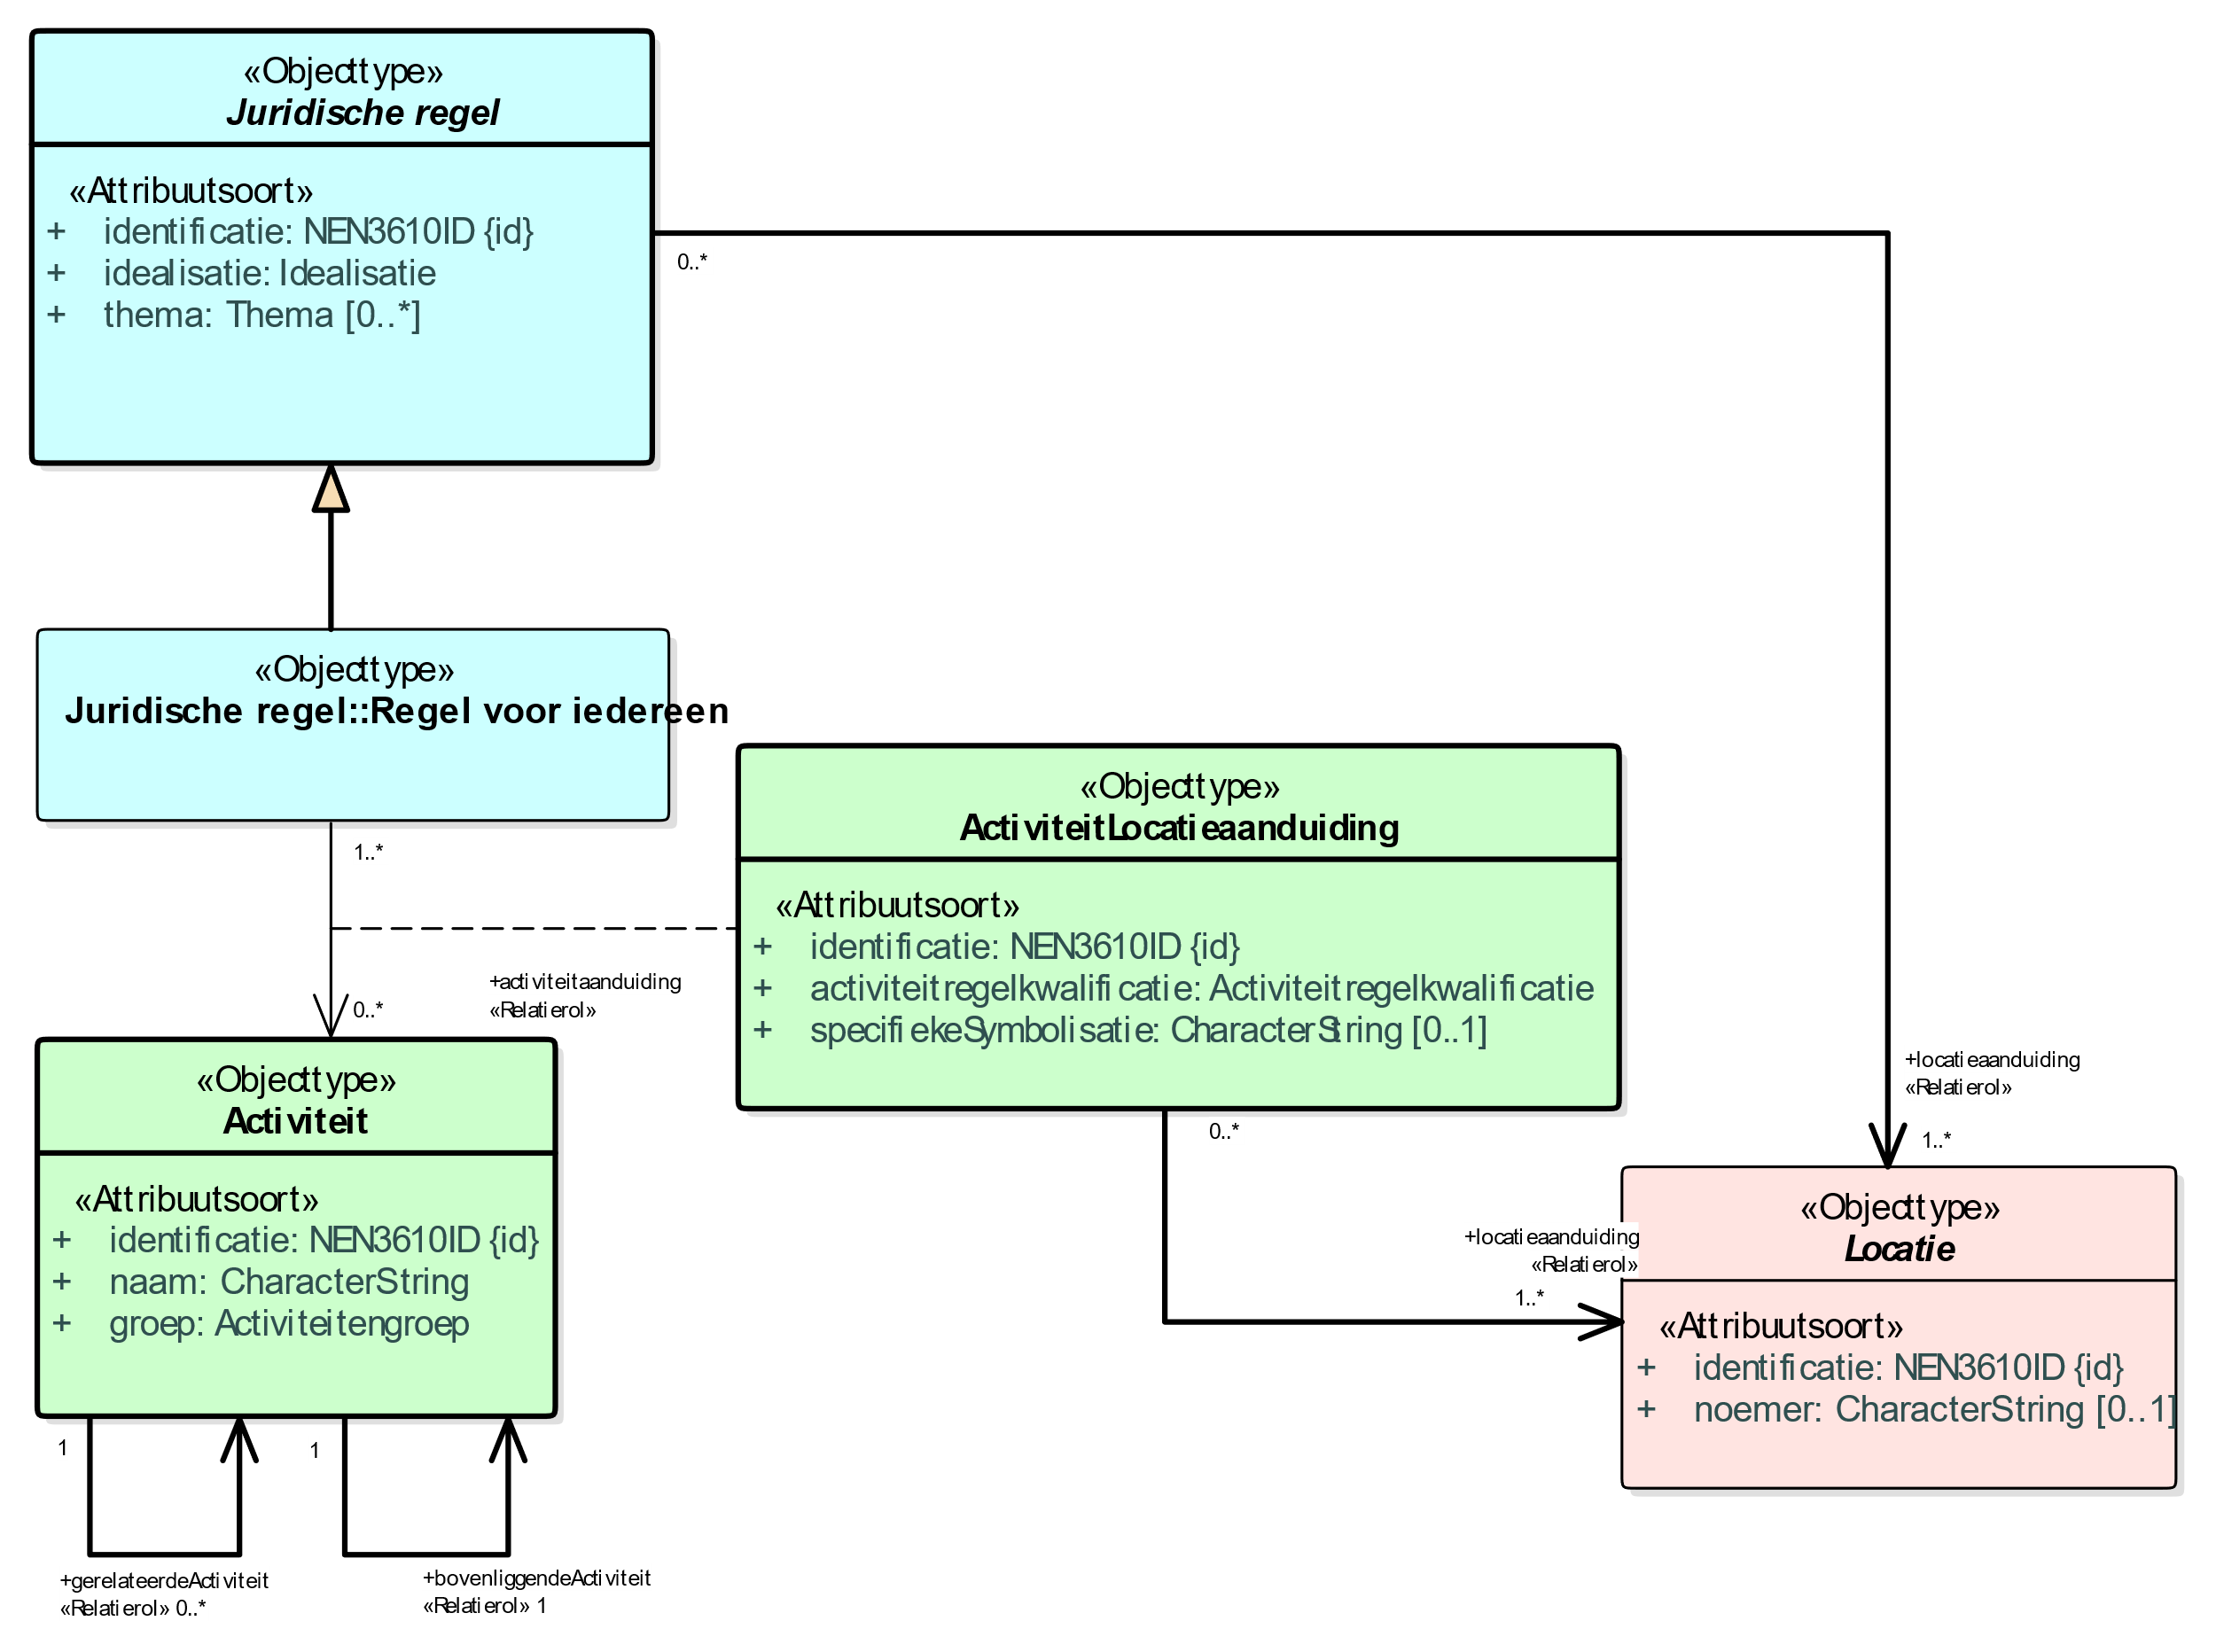 «Objecttype»
Juridische regel
«Attribuutsoort»
+ identificatie: NEN3610ID {id}
+ idealisatie: Idealisatie
+ thema: Thema [0..*]
0..*
«Objecttype»
Juridische regel::Regel voor iedereen
1..*
+activiteitaanduiding
«Relatierol»
0..*
«Objecttype»
ActiviteitLocatieaanduiding
«Attribuutsoort»
+ identificatie: NEN3610ID {id}
+ activiteitregelkwalificatie: Activiteitregelkwalificatie
+ specifiekeSymbolisatie: CharacterString [0..1]
0..*
+locatieaanduiding
«Relatierol»
1..*
+locatieaanduiding
«Relatierol»
1..*
«Objecttype»
Activiteit
«Attribuutsoort»
+ identificatie: NEN3610ID {id}
+ naam: CharacterString
+ groep: Activiteitengroep
1
1
+gerelateerdeActiviteit
«Relatierol» 0..*
+bovenliggendeActiviteit
«Relatierol» 1
«Objecttype»
Locatie
«Attribuutsoort»
+ identificatie: NEN3610ID {id}
+ noemer: CharacterString [0..1]